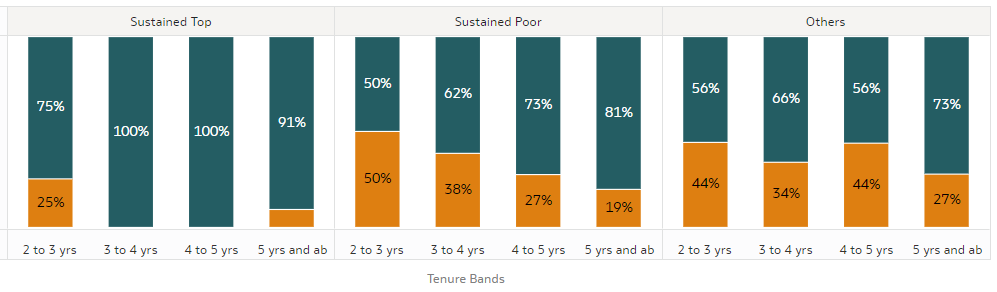 Sustained Top Sustained Poor Others
75% 100% 100% 91% 50% 62% 73% 81% 56% 66% 56% 73%
25% 50% 38% 27% 19% 44% 34% 44% 27%
2 to 3 yrs 3 to 4 yrs 4 to 5 yrs 5 yrs and ab 2 to 3 yrs 3 to 4 yrs 4 to 5 yrs 5 yrs and ab 2 to 3 yrs 3 to 4 yrs 4 to 5 yrs 5 yrs and ab
Tenure Bands